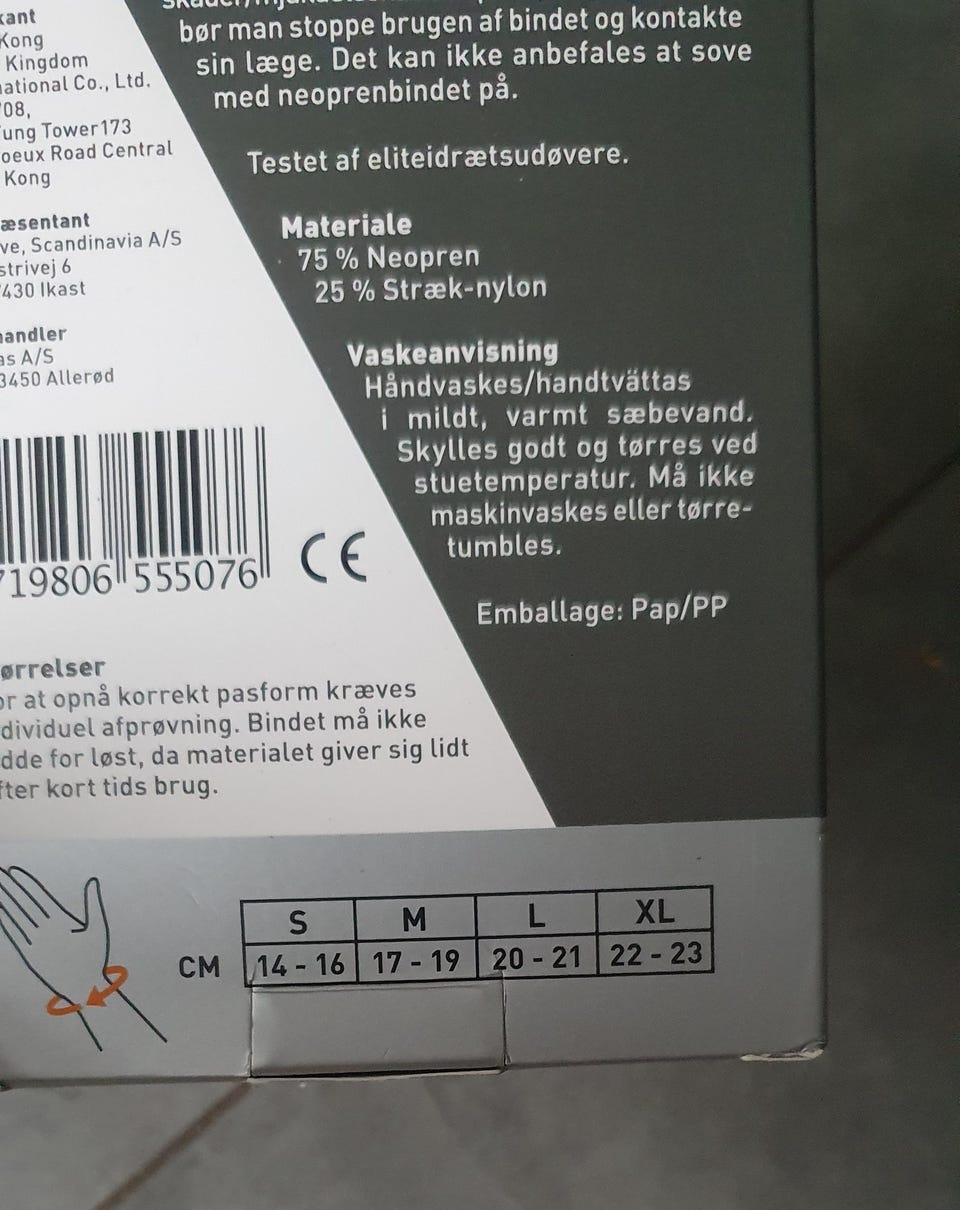 bør man stoppe brugen af bindet og kontakte
sin læge. Det kan ikke anbefales at sove
med neoprenbindet på.
Testet af eliteidrætsudøvere.
Materiale
75 % Neopren
25 % Stræk-nylon
Vaskeanvisning
Håndvaskes/handtvättas
i mildt, varmt sæbevand.
Skylles godt og tørres ved
stuetemperatur. Må ikke
maskinvaskes eller tørre-
tumbles.
Emballage: Pap/PP
kant
Kong
Kingdom
national Co., Ltd.
08,
ung Tower173
oeux Road Central
Kong
æsentant
ve, Scandinavia A/S
strivej 6
7430 Ikast
handler
as A/S
3450 Allerød
719806 555076
CE
ørrelser
or at opnå korrekt pasform kræves
dividuel afprøvning. Bindet må ikke
dde for løst, da materialet giver sig lidt
fter kort tids brug.
S M L XL
CM 14 - 16 17 - 19 20 - 21 22 - 23